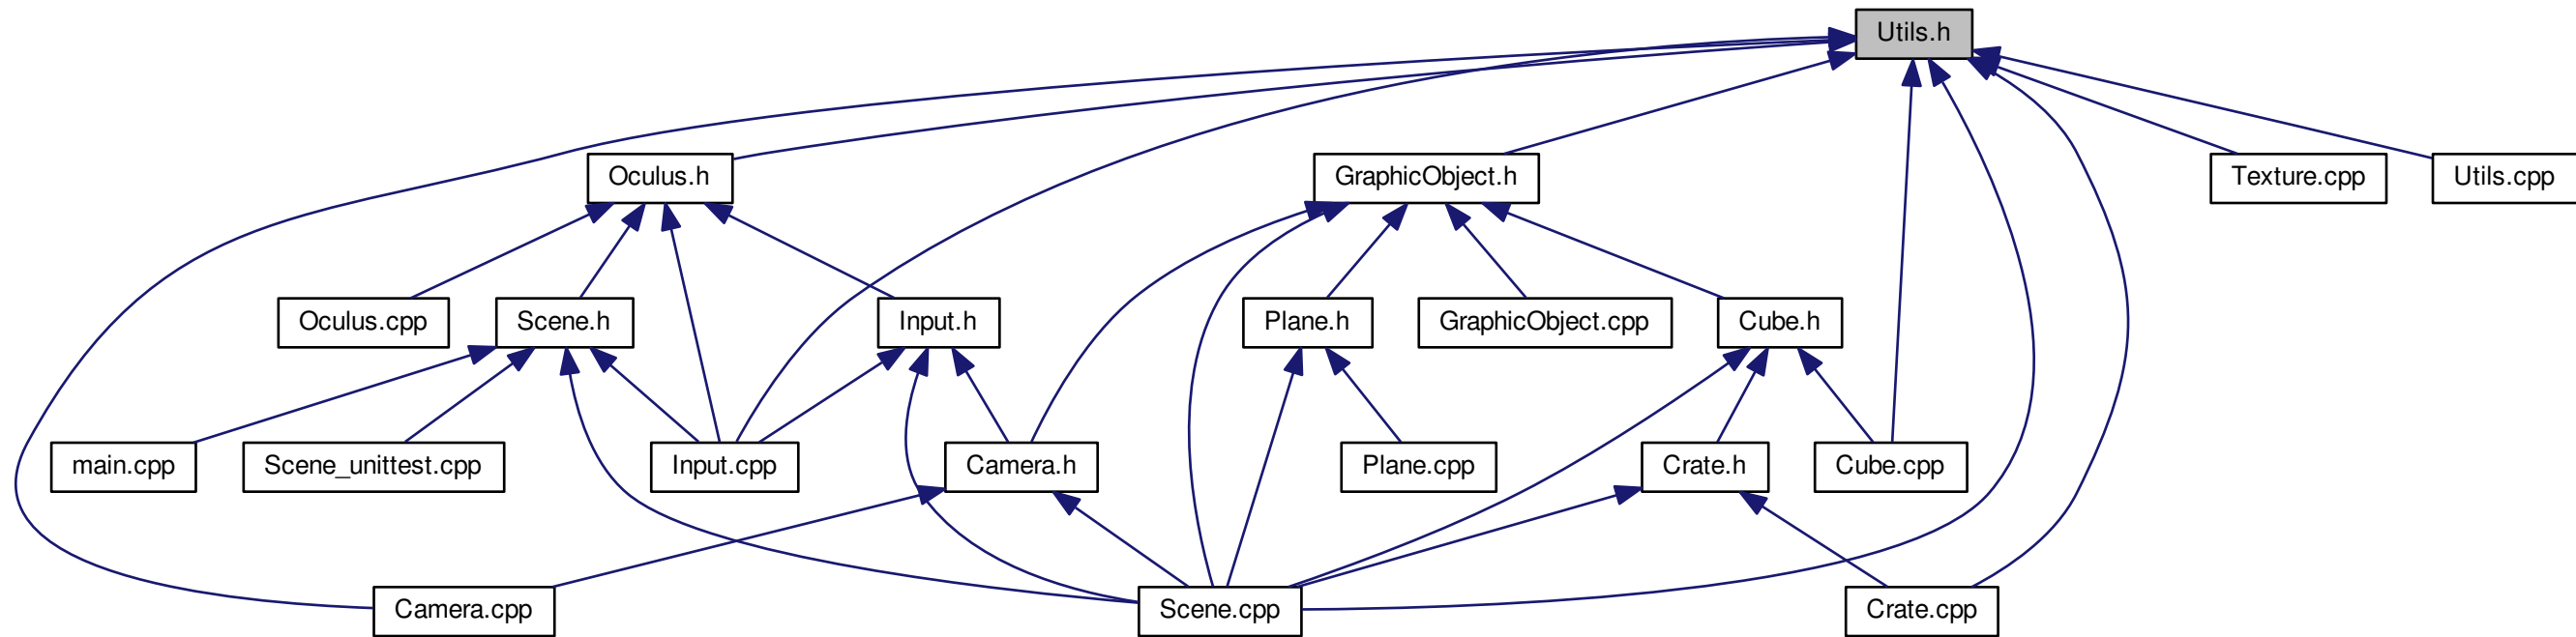 Utils.h
Oculus.h
GraphicObject.h
Texture.cpp
Utils.cpp
Oculus.cpp
Scene.h
Input.h
Plane.h
GraphicObject.cpp
Cube.h
main.cpp
Scene_unittest.cpp
Input.cpp
Camera.h
Plane.cpp
Crate.h
Cube.cpp
Camera.cpp
Scene.cpp
Crate.cpp